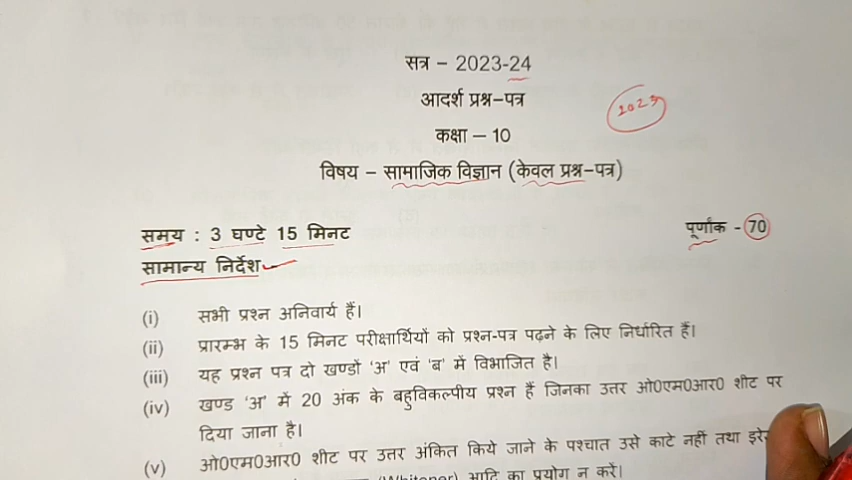 सत्र – 2023-24
आदर्श प्रश्न–पत्र
2023
कक्षा – 10
विषय – सामाजिक विज्ञान (केवल प्रश्न–पत्र)
समय : 3 घण्टे 15 मिनट
पूर्णांक - 70
सामान्य निर्देश
(i) सभी प्रश्न अनिवार्य हैं।
(ii) प्रारम्भ के 15 मिनट परीक्षार्थियों को प्रश्न-पत्र पढ़ने के लिए निर्धारित हैं।
(iii) यह प्रश्न पत्र दो खण्डों 'अ' एवं 'ब' में विभाजित है।
(iv) खण्ड 'अ' में 20 अंक के बहुविकल्पीय प्रश्न हैं जिनका उत्तर ओ0एम0आर0 शीट पर
दिया जाना है।
(v) ओ0एम0आर0 शीट पर उत्तर अंकित किये जाने के पश्चात उसे काटे नहीं तथा
(Whitener) आदि का प्रयोग न करें।